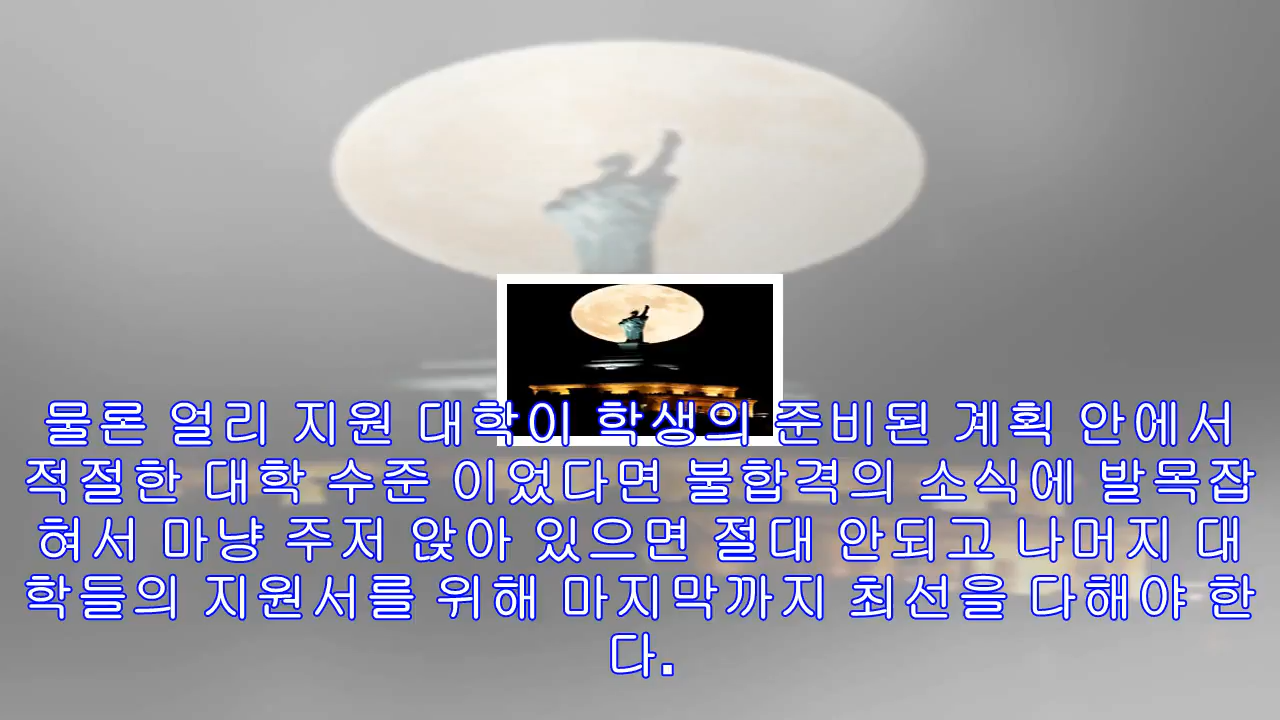 물론 얼리 지원 대학이 학생의 준비된 계획 안에서
적절한 대학 수준 이었다면 불합격의 소식에 발목잡
혀서 마냥 주저 앉아 있으면 절대 안되고 나머지 대
학들의 지원서를 위해 마지막까지 최선을 다해야 한
다.